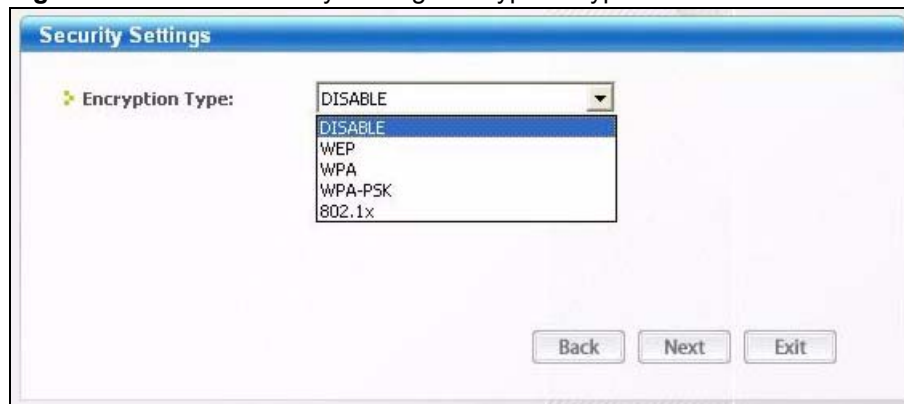 Security Settings
Encryption Type: DISABLE
DISABLE
WEP
WPA
WPA-PSK
802.1x
Back Next Exit